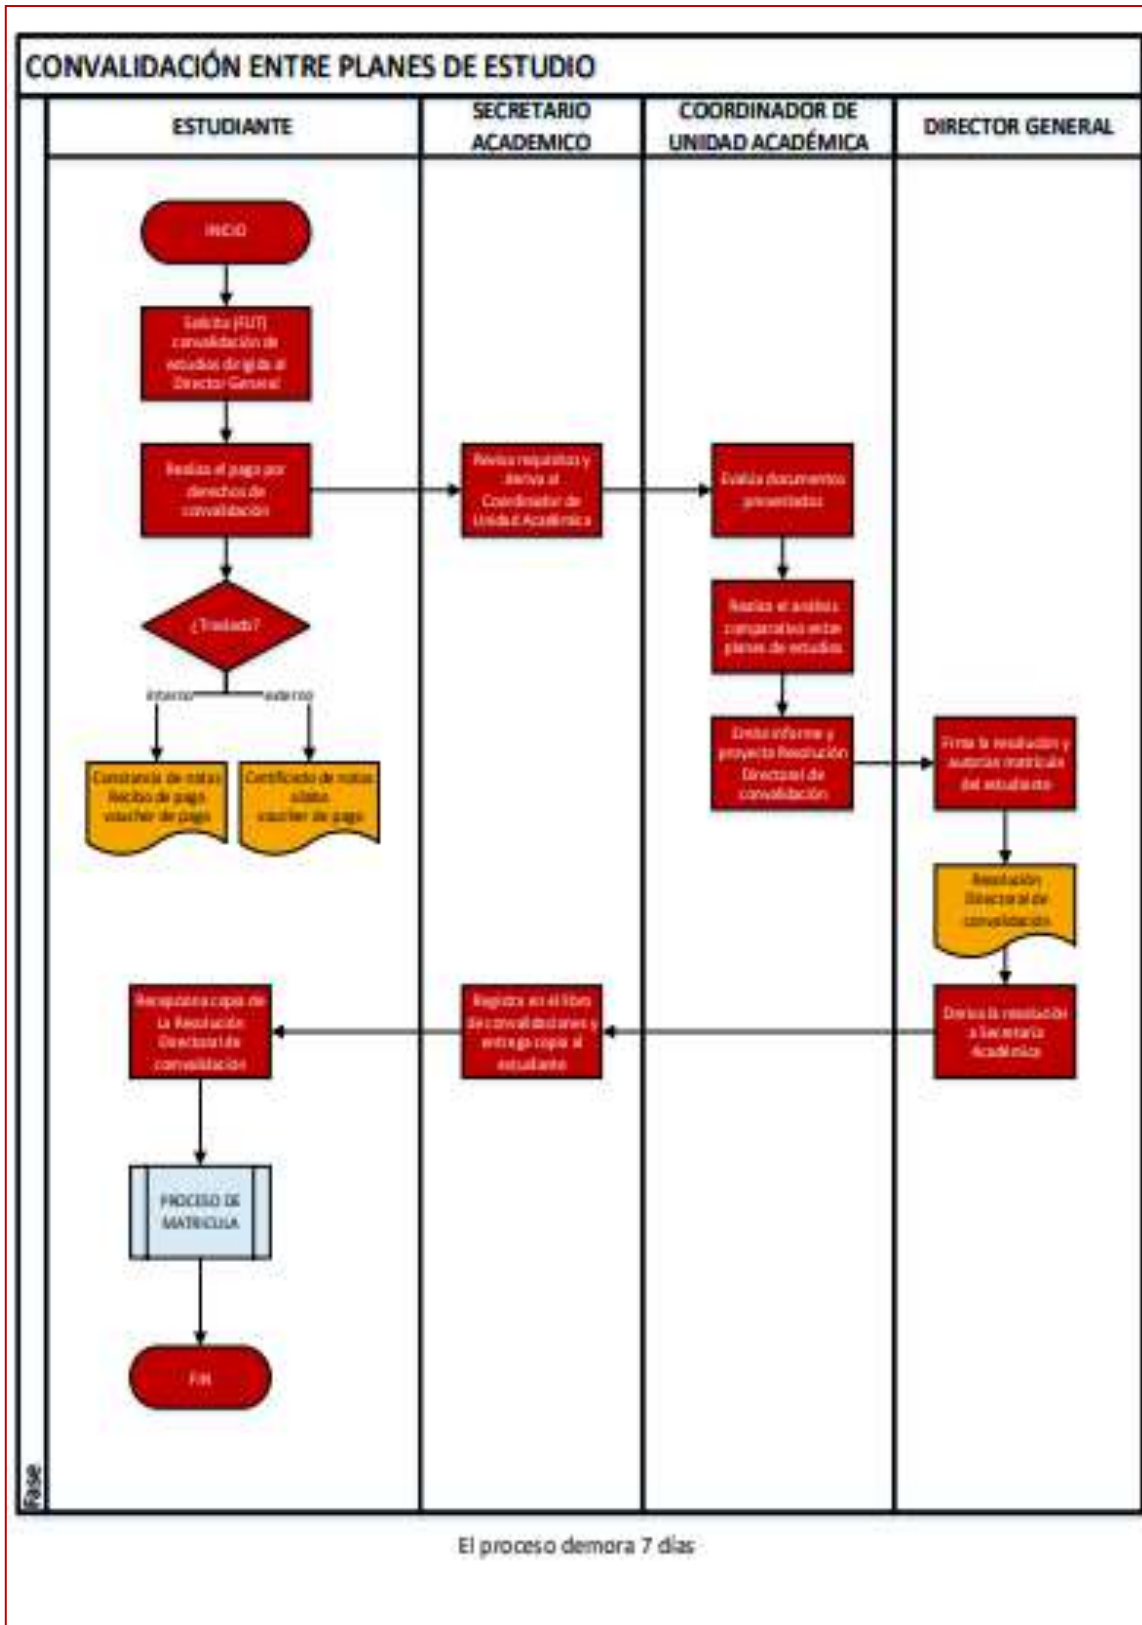 CONVALIDACIÓN ENTRE PLANES DE ESTUDIO
ESTUDIANTE
SECRETARIO
ACADEMICO
COORDINADOR DE
UNIDAD ACADÉMICA
DIRECTOR GENERAL
INICIO
Solicita (FUT)
convalidación de
estudios dirigida al
Director General
Realiza el pago por
derechos de
convalidación
Revisa requisitos y
deriva al
Coordinador de
Unidad Académica
Evalúa documentos
presentados
¿Traslado?
interno
externo
Realiza el análisis
comparativo entre
planes de estudios
Constancia de notas
Recibo de pago
voucher de pago
Certificado de notas
sílabo
voucher de pago
Emite informe y
proyecta Resolución
Directoral de
convalidación
Firma la resolución y
autoriza matrícula
del estudiante
Resolución
Directoral de
convalidación
Recepciona copia de
La Resolución
Directoral de
convalidación
Registra en el libro
de convalidaciones y
entrega copia al
estudiante
Deriva la resolución
a Secretaría
Académica
PROCESO DE
MATRICULA
FIN
Fase
El proceso demora 7 días